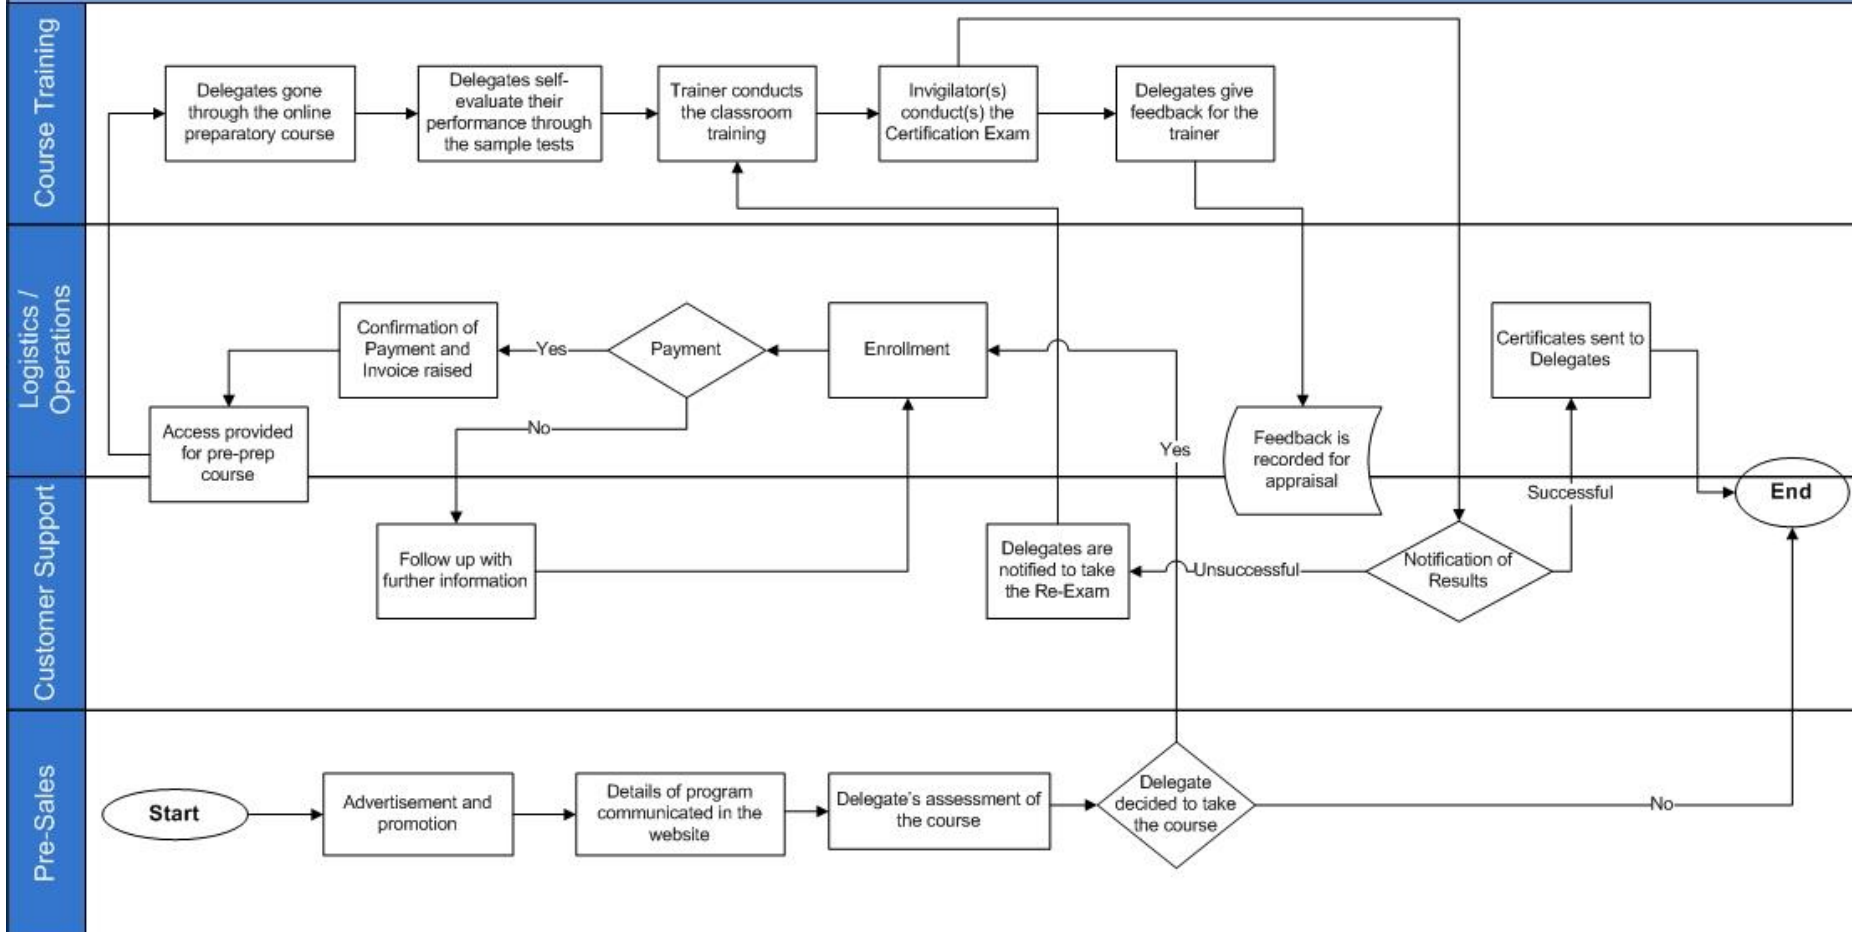 Course Training
Delegates gone
through the online
preparatory course
Delegates self-
evaluate their
performance through
the sample tests
Trainer conducts
the classroom
training
Invigilator(s)
conduct(s) the
Certification Exam
Delegates give
feedback for the
trainer
Logistics /
Operations
Access provided
for pre-prep
course
Confirmation of
Payment and
Invoice raised
Yes
Payment
No
Enrollment
Yes
Feedback is
recorded for
appraisal
Certificates sent to
Delegates
Successful
End
Customer Support
Follow up with
further information
Delegates are
notified to take
the Re-Exam
Unsuccessful
Notification of
Results
Pre-Sales
Start
Advertisement and
promotion
Details of program
communicated in the
website
Delegate's assessment of
the course
Delegate
decided to take
the course
No